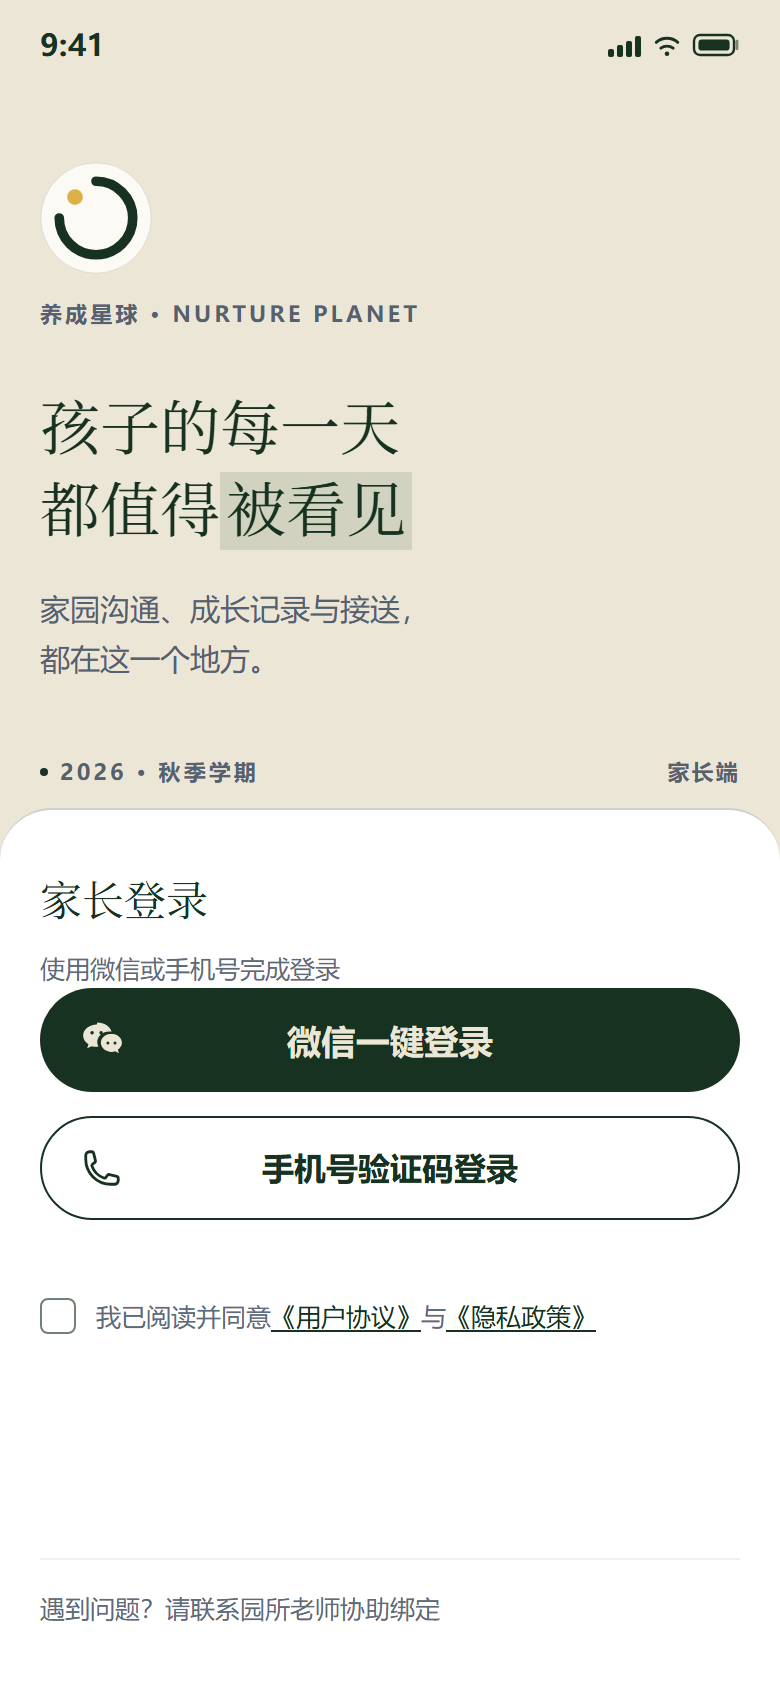 9:41
养成星球 • NURTURE PLANET
孩子的每一天
都值得被看见
家园沟通、成长记录与接送,
都在这一个地方。
• 2026 • 秋季学期
家长端
家长登录
使用微信或手机号完成登录
微信一键登录
手机号验证码登录
我已阅读并同意《用户协议》与《隐私政策》
遇到问题？请联系园所老师协助绑定